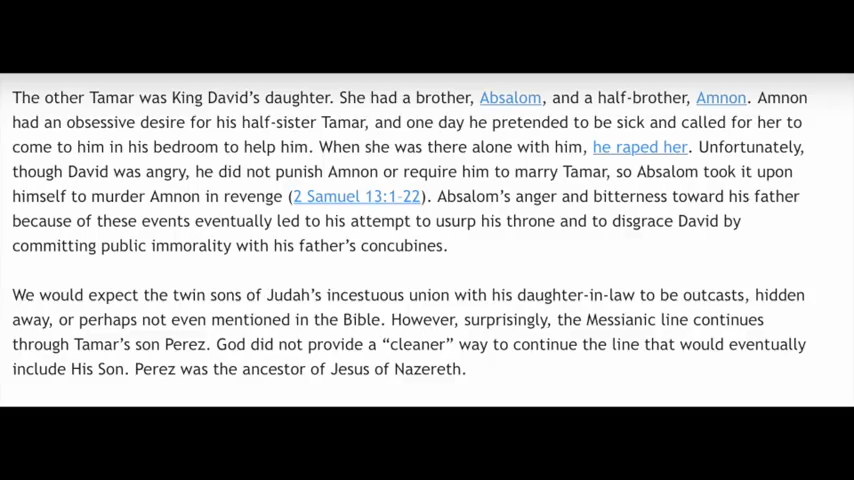 The other Tamar was King David’s daughter. She had a brother, Absalom, and a half-brother, Amnon. Amnon
had an obsessive desire for his half-sister Tamar, and one day he pretended to be sick and called for her to
come to him in his bedroom to help him. When she was there alone with him, he raped her. Unfortunately,
though David was angry, he did not punish Amnon or require him to marry Tamar, so Absalom took it upon
himself to murder Amnon in revenge (2 Samuel 13:1-22). Absalom’s anger and bitterness toward his father
because of these events eventually led to his attempt to usurp his throne and to disgrace David by
committing public immorality with his father’s concubines.
We would expect the twin sons of Judah’s incestuous union with his daughter-in-law to be outcasts, hidden
away, or perhaps not even mentioned in the Bible. However, surprisingly, the Messianic line continues
through Tamar’s son Perez. God did not provide a “cleaner” way to continue the line that would eventually
include His Son. Perez was the ancestor of Jesus of Nazereth.